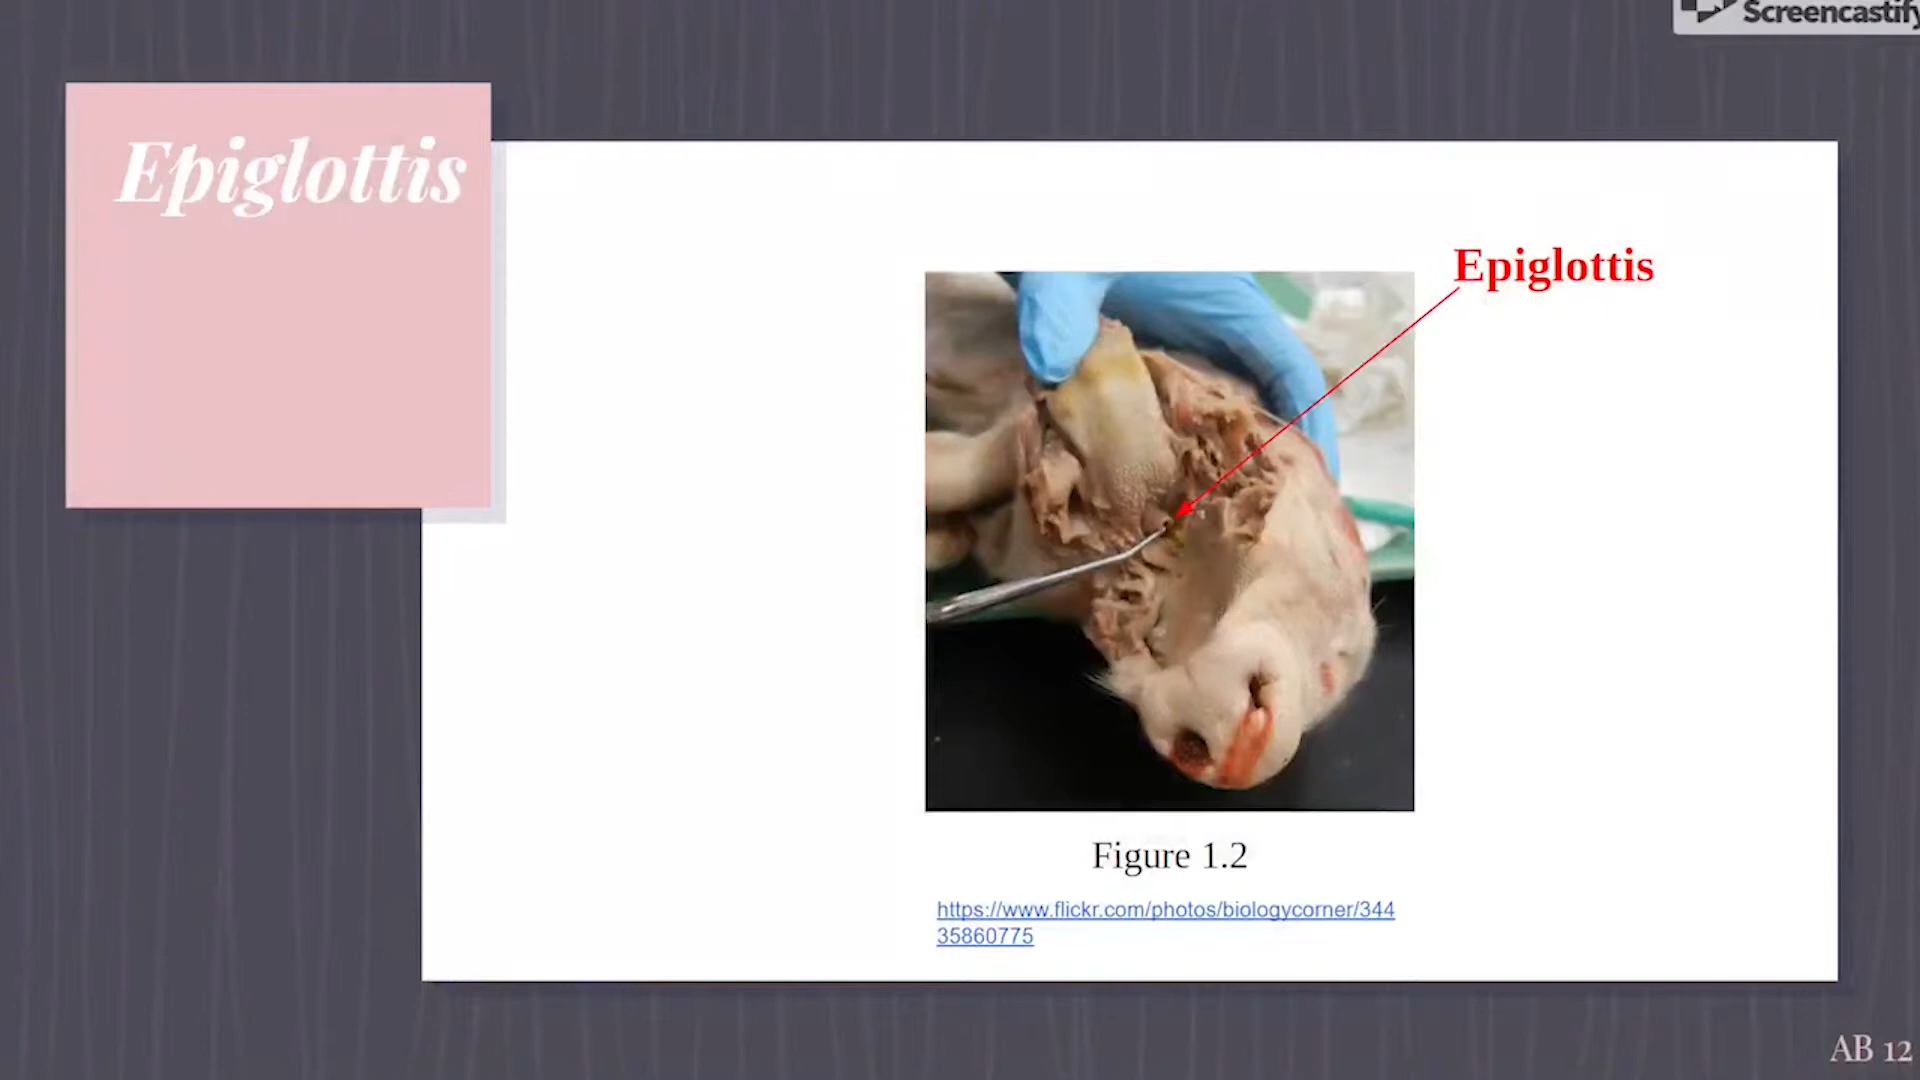 Screencastify
Epiglottis
Epiglottis
Figure 1.2
https://www.flickr.com/photos/biologycorner/344
35860775
AB 12